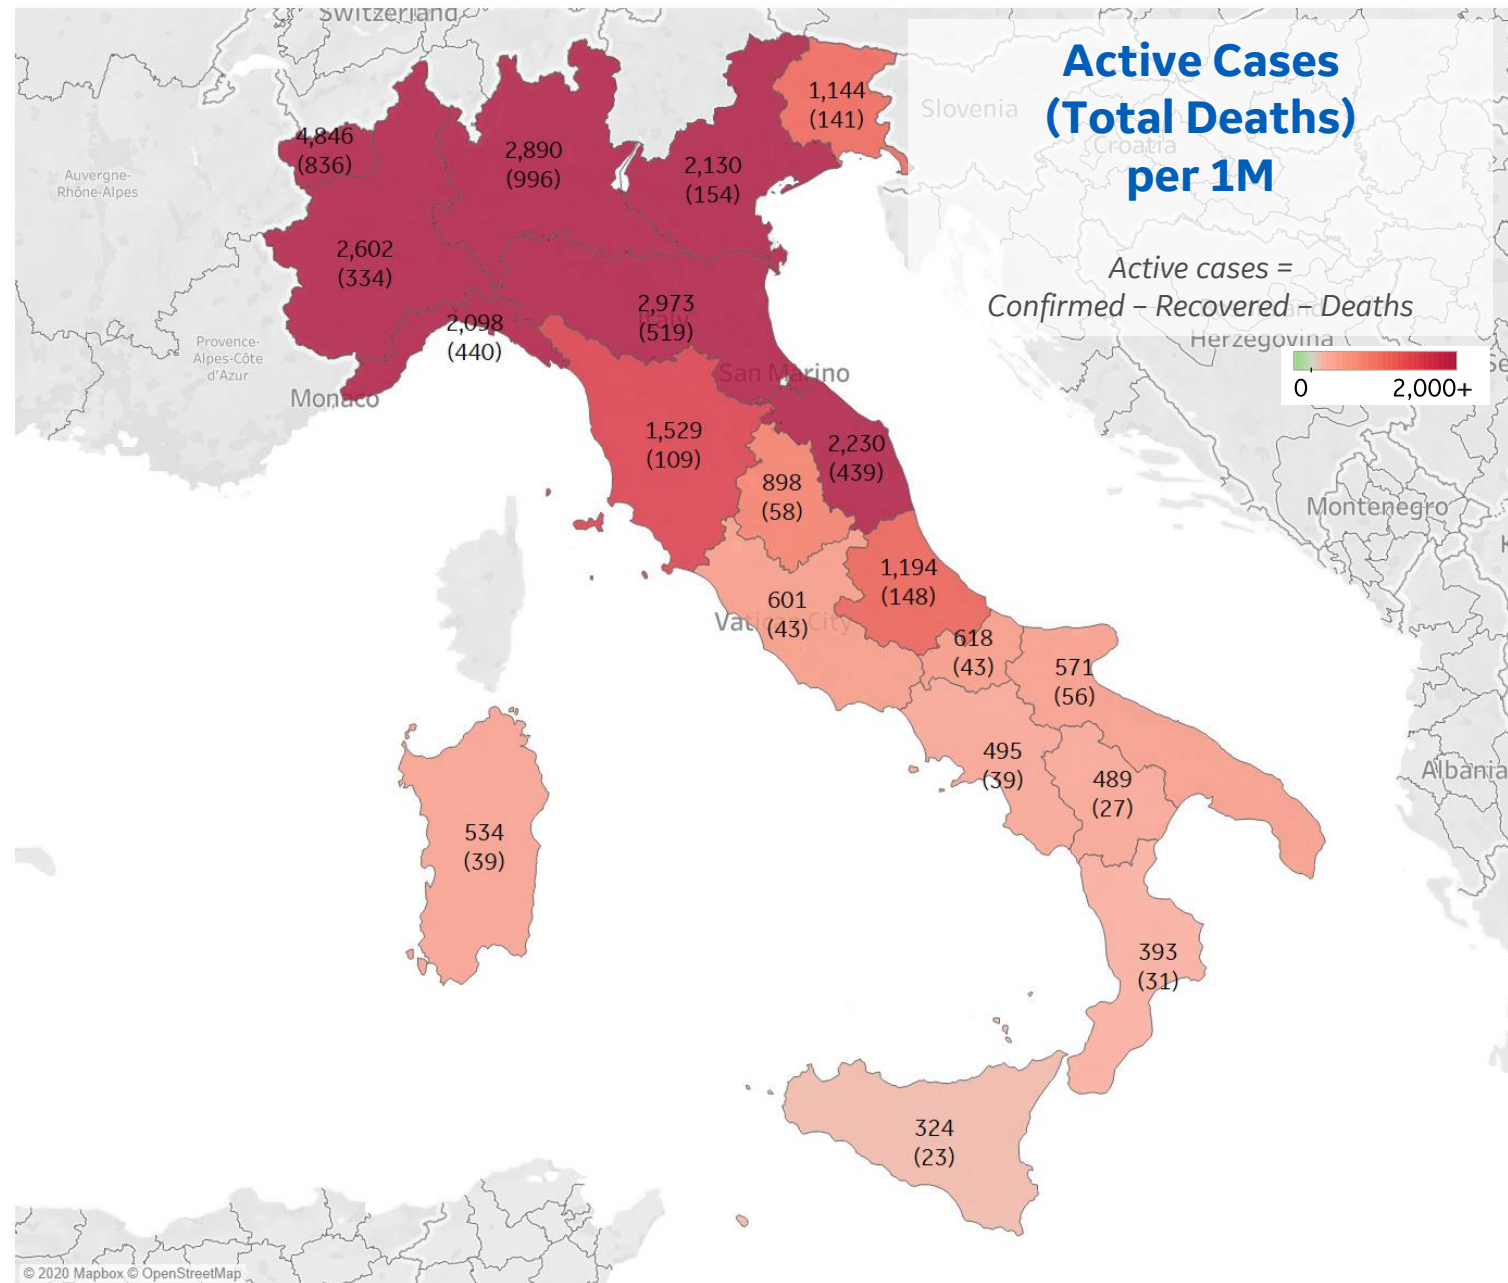 Switzerland
Active Cases
(Total Deaths)
per 1M
Active cases =
Confirmed – Recovered – Deaths
0
2,000+
Slovenia
Croatia
Herzegovina
Montenegro
Albania
Auvergne-
Rhône-Alpes
Provence-
Alpes-Côte
d'Azur
Monaco
Italy
San Marino
Vatican City
4,846
(836)
2,890
(996)
2,130
(154)
1,144
(141)
2,602
(334)
2,098
(440)
2,973
(519)
1,529
(109)
898
(58)
2,230
(439)
601
(43)
1,194
(148)
618
(43)
571
(56)
495
(39)
489
(27)
534
(39)
393
(31)
324
(23)
© 2020 Mapbox © OpenStreetMap